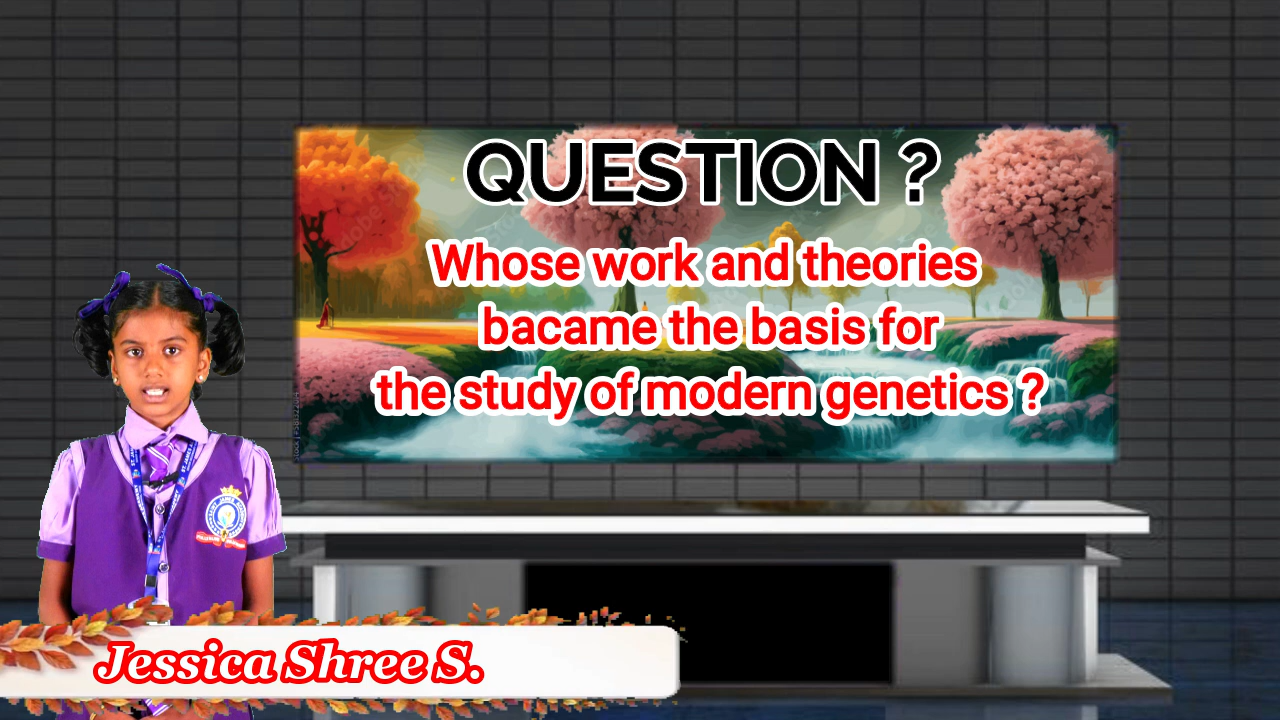 QUESTION ?
Whose work and theories
bacame the basis for
the study of modern genetics ?
Jessica Shree S.